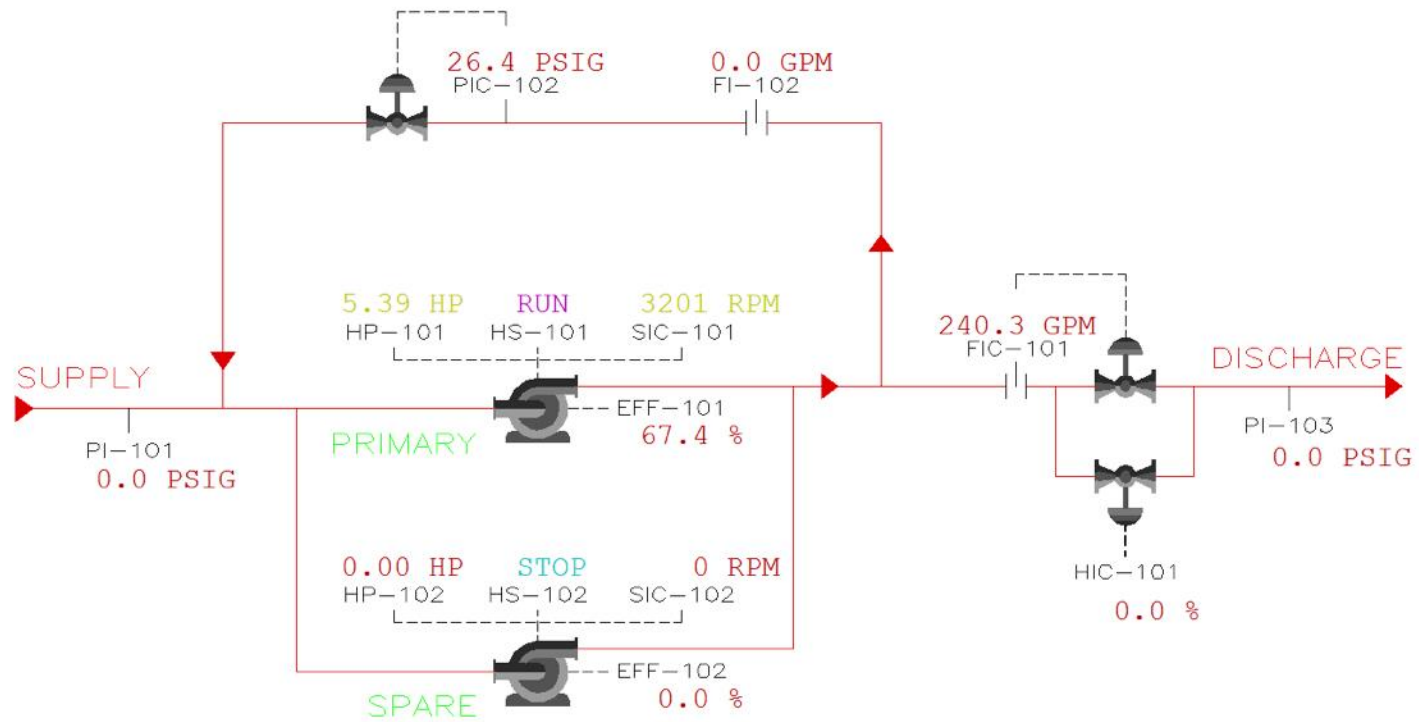 26.4 PSIG
PIC-102
0.0 GPM
FI-102
5.39 HP
HP-101
RUN
HS-101
3201 RPM
SIC-101
240.3 GPM
FIC-101
SUPPLY
DISCHARGE
PI-101
0.0 PSIG
PRIMARY
EFF-101
67.4 %
PI-103
0.0 PSIG
0.00 HP
HP-102
STOP
HS-102
0 RPM
SIC-102
HIC-101
0.0 %
EFF-102
0.0 %
SPARE